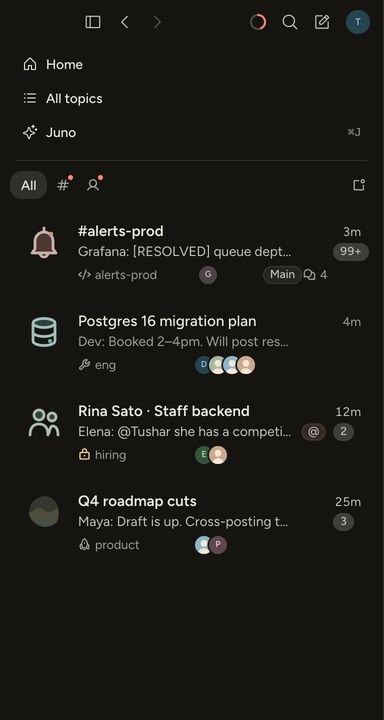 T
Home
All topics
Juno ⌘J
All #
#alerts-prod 3m
Grafana: [RESOLVED] queue dept... 99+
alerts-prod G Main 4
Postgres 16 migration plan 4m
Dev: Booked 2–4pm. Will post res...
eng D
Rina Sato · Staff backend 12m
Elena: @Tushar she has a competi... @ 2
hiring E
Q4 roadmap cuts 25m
Maya: Draft is up. Cross-posting t... 3
product P